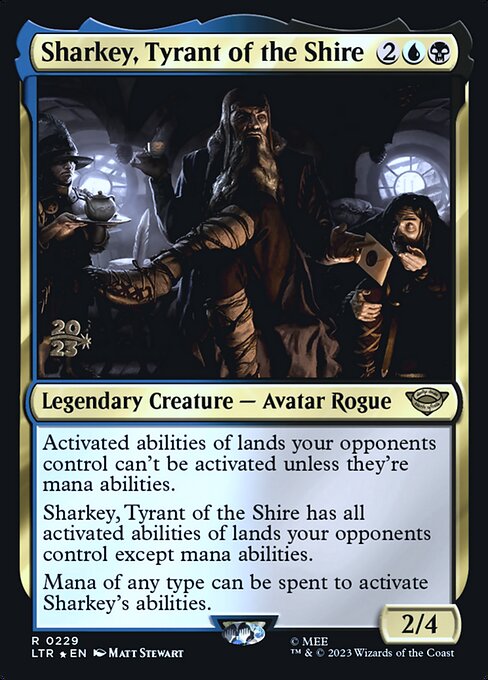 Sharkey, Tyrant of the Shire 2
20
23
Legendary Creature — Avatar Rogue
Activated abilities of lands your opponents
control can't be activated unless they're
mana abilities.
Sharkey, Tyrant of the Shire has all
activated abilities of lands your opponents
control except mana abilities.
Mana of any type can be spent to activate
Sharkey's abilities.
2/4
R 0229
LTR ★ EN Matt Stewart
© MEE
™ & © 2023 Wizards of the Coast